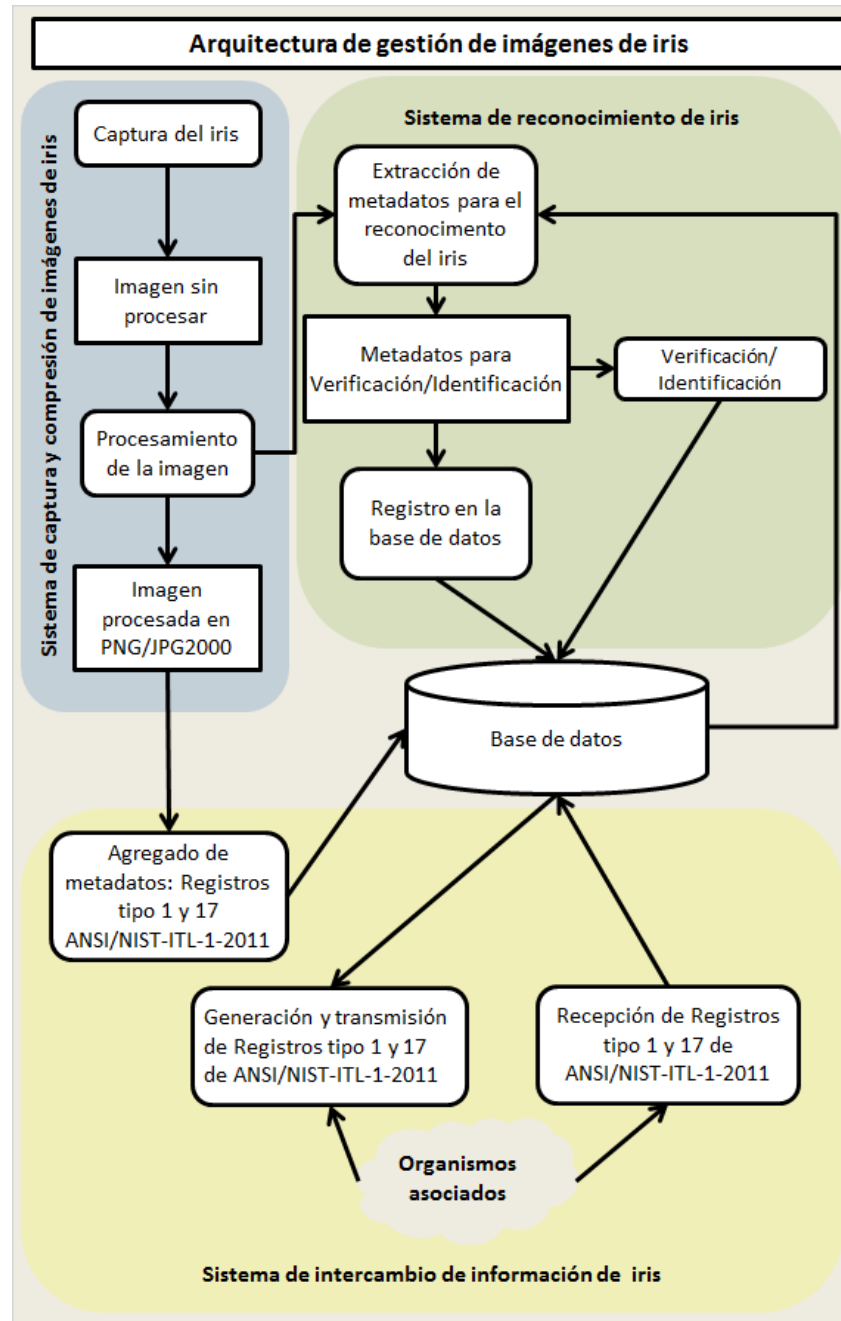 Arquitectura de gestión de imágenes de iris
Sistema de captura y compresión de imágenes de iris
Captura del iris
Imagen sin
procesar
Procesamiento
de la imagen
Imagen
procesada en
PNG/JPG2000
Sistema de reconocimiento de iris
Extracción de
metadatos para el
reconocimento
del iris
Metadatos para
Verificación/Identificación
Verificación/
Identificación
Registro en la
base de datos
Base de datos
Agregado de
metadatos: Registros
tipo 1 y 17
ANSI/NIST-ITL-1-2011
Generación y transmisión
de Registros tipo 1 y 17
de ANSI/NIST-ITL-1-2011
Recepción de Registros
tipo 1 y 17 de
ANSI/NIST-ITL-1-2011
Organismos
asociados
Sistema de intercambio de información de iris